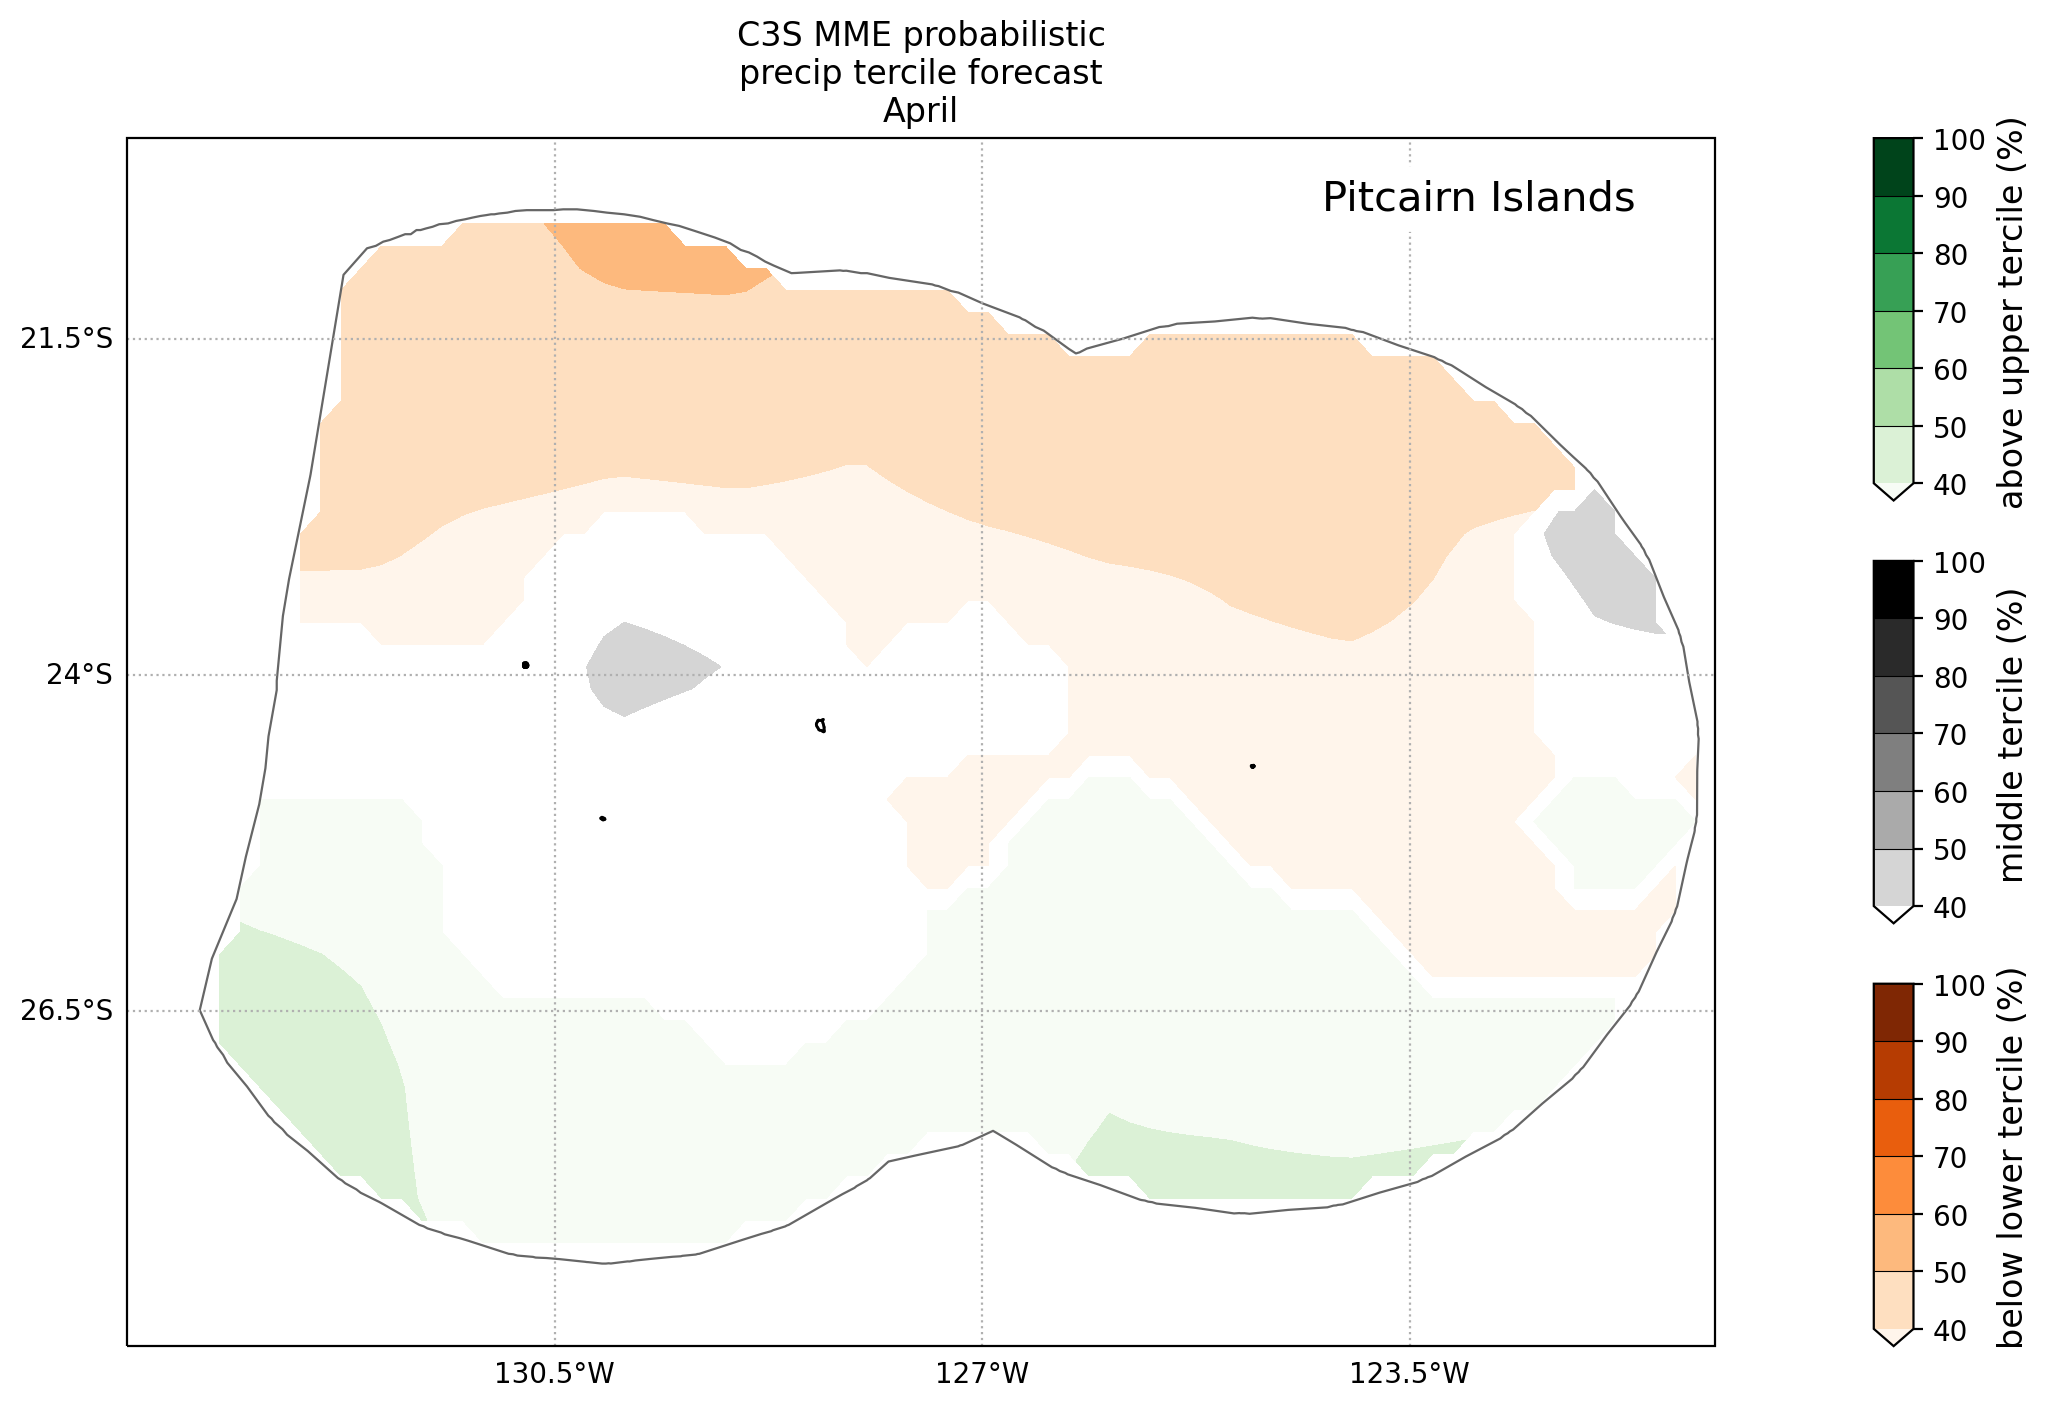 C3S MME probabilistic
precip tercile forecast
April
Pitcairn Islands
21.5°S
24°S
26.5°S
130.5°W
127°W
123.5°W
100
90
80
70
60
50
40
above upper tercile (%)
100
90
80
70
60
50
40
middle tercile (%)
100
90
80
70
60
50
40
below lower tercile (%)